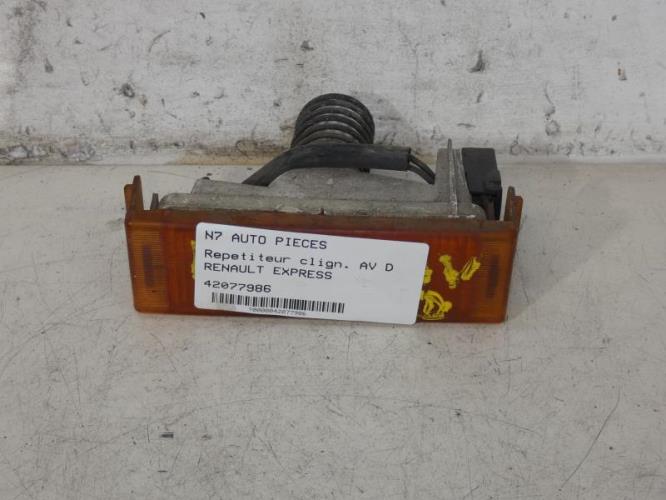 N7 AUTO PIECES
Repetiteur clign. AV D
RENAULT EXPRESS
42077986